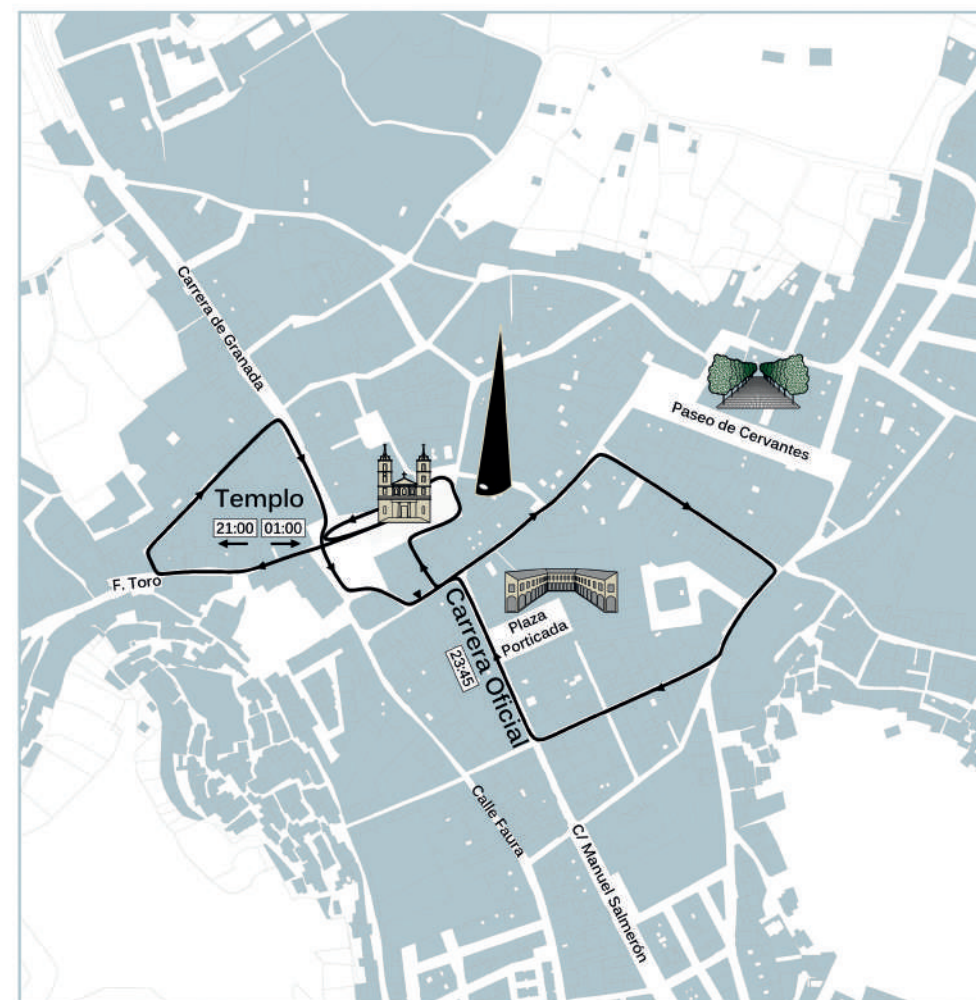 Carrera de Granada
Paseo de Cervantes
Templo
21:00 01:00
F. Toro
Plaza
Porticada
Carrera Oficial
23:45
Calle Faura
C/ Manuel Salmerón